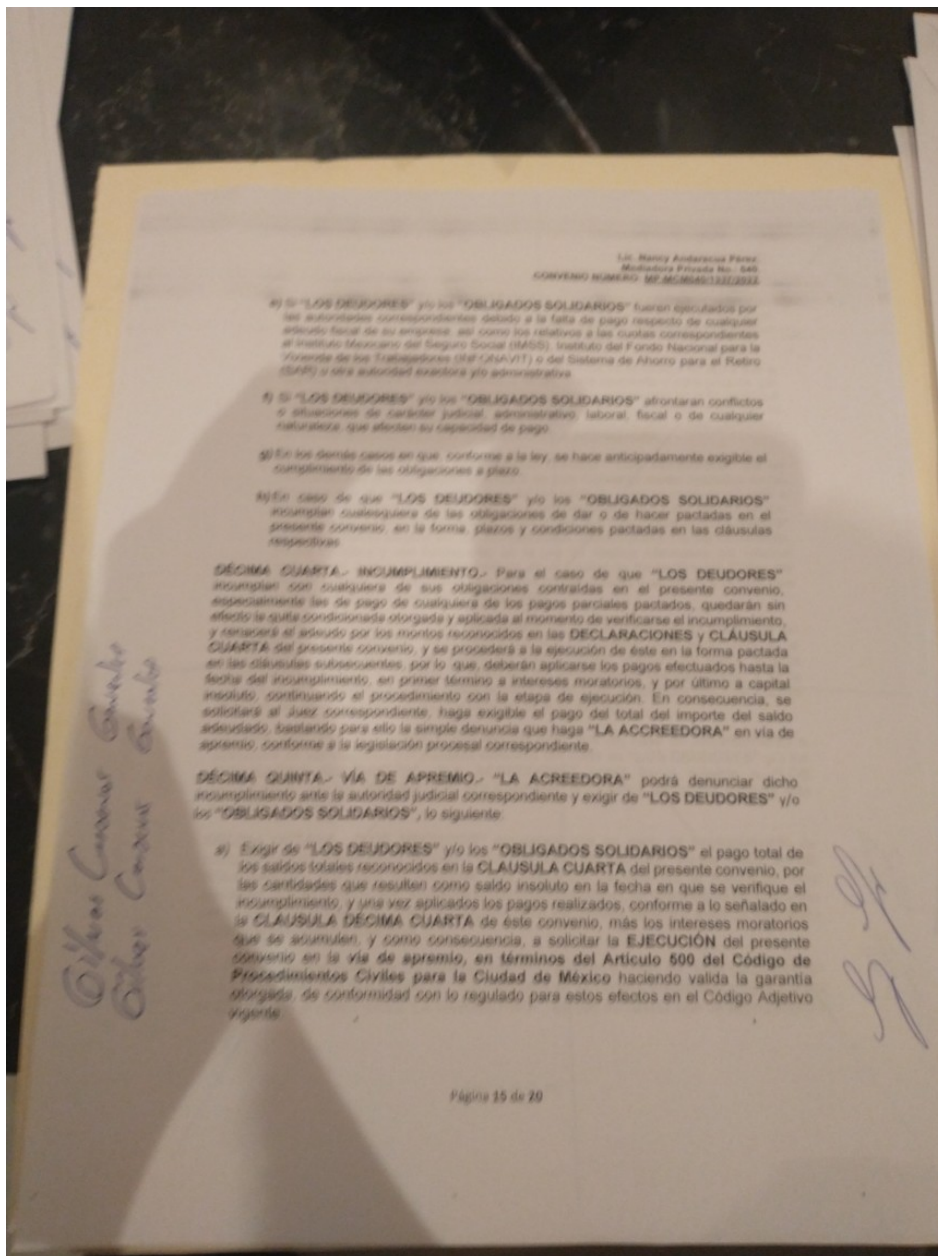 Lic. Nancy Anderacua Pérez.
Mediadora Privada No.: 640
CONVENIO NÚMERO: MP-MCM640/1337/2022
e) Si "LOS DEUDORES" y/o los "OBLIGADOS SOLIDARIOS" fueren ejecutados por
las autoridades correspondientes debido a la falta de pago respecto de cualquier
adeudo fiscal de su empresa, así como los relativos a las cuotas correspondientes
al Instituto Mexicano del Seguro Social (IMSS), Instituto del Fondo Nacional para la
Vivienda de los Trabajadores (INFONAVIT) o del Sistema de Ahorro para el Retiro
(SAR) u otra autoridad exactora y/o administrativa.
f) Si "LOS DEUDORES" y/o los "OBLIGADOS SOLIDARIOS" afrontaran conflictos
o situaciones de carácter judicial, administrativo, laboral, fiscal o de cualquier
naturaleza, que afecten su capacidad de pago.
g) En los demás casos en que, conforme a la ley, se hace anticipadamente exigible el
cumplimiento de las obligaciones a plazo.
h) En caso de que "LOS DEUDORES" y/o los "OBLIGADOS SOLIDARIOS"
incumplan cualesquiera de las obligaciones de dar o de hacer pactadas en el
presente convenio, en la forma, plazos y condiciones pactadas en las cláusulas
respectivas.
DÉCIMA CUARTA.- INCUMPLIMIENTO.- Para el caso de que "LOS DEUDORES"
incumplan con cualquiera de sus obligaciones contraídas en el presente convenio,
especialmente las de pago de cualquiera de los pagos parciales pactados, quedarán sin
efecto la quita condicionada otorgada y aplicada al momento de verificarse el incumplimiento,
y renacerá el adeudo por los montos reconocidos en las DECLARACIONES y CLÁUSULA
CUARTA del presente convenio, y se procederá a la ejecución de éste en la forma pactada
en las cláusulas subsecuentes, por lo que, deberán aplicarse los pagos efectuados hasta la
fecha del incumplimiento, en primer término a intereses moratorios, y por último a capital
insoluto, continuando el procedimiento con la etapa de ejecución. En consecuencia, se
solicitará al Juez correspondiente, haga exigible el pago del total del importe del saldo
adeudado, bastando para ello la simple denuncia que haga "LA ACCREEDORA" en vía de
apremio, conforme a la legislación procesal correspondiente.
DÉCIMA QUINTA.- VÍA DE APREMIO.- "LA ACREEDORA" podrá denunciar dicho
incumplimiento ante la autoridad judicial correspondiente y exigir de "LOS DEUDORES" y/o
los "OBLIGADOS SOLIDARIOS", lo siguiente:
a) Exigir de "LOS DEUDORES" y/o los "OBLIGADOS SOLIDARIOS" el pago total de
los saldos totales reconocidos en la CLAUSULA CUARTA del presente convenio, por
las cantidades que resulten como saldo insoluto en la fecha en que se verifique el
incumplimiento, y una vez aplicados los pagos realizados, conforme a lo señalado en
la CLAUSULA DÉCIMA CUARTA de éste convenio, más los intereses moratorios
que se acumulen, y como consecuencia, a solicitar la EJECUCIÓN del presente
convenio en la vía de apremio, en términos del Artículo 500 del Código de
Procedimientos Civiles para la Ciudad de México haciendo valida la garantía
otorgada, de conformidad con lo regulado para estos efectos en el Código Adjetivo
vigente.
Página 15 de 20